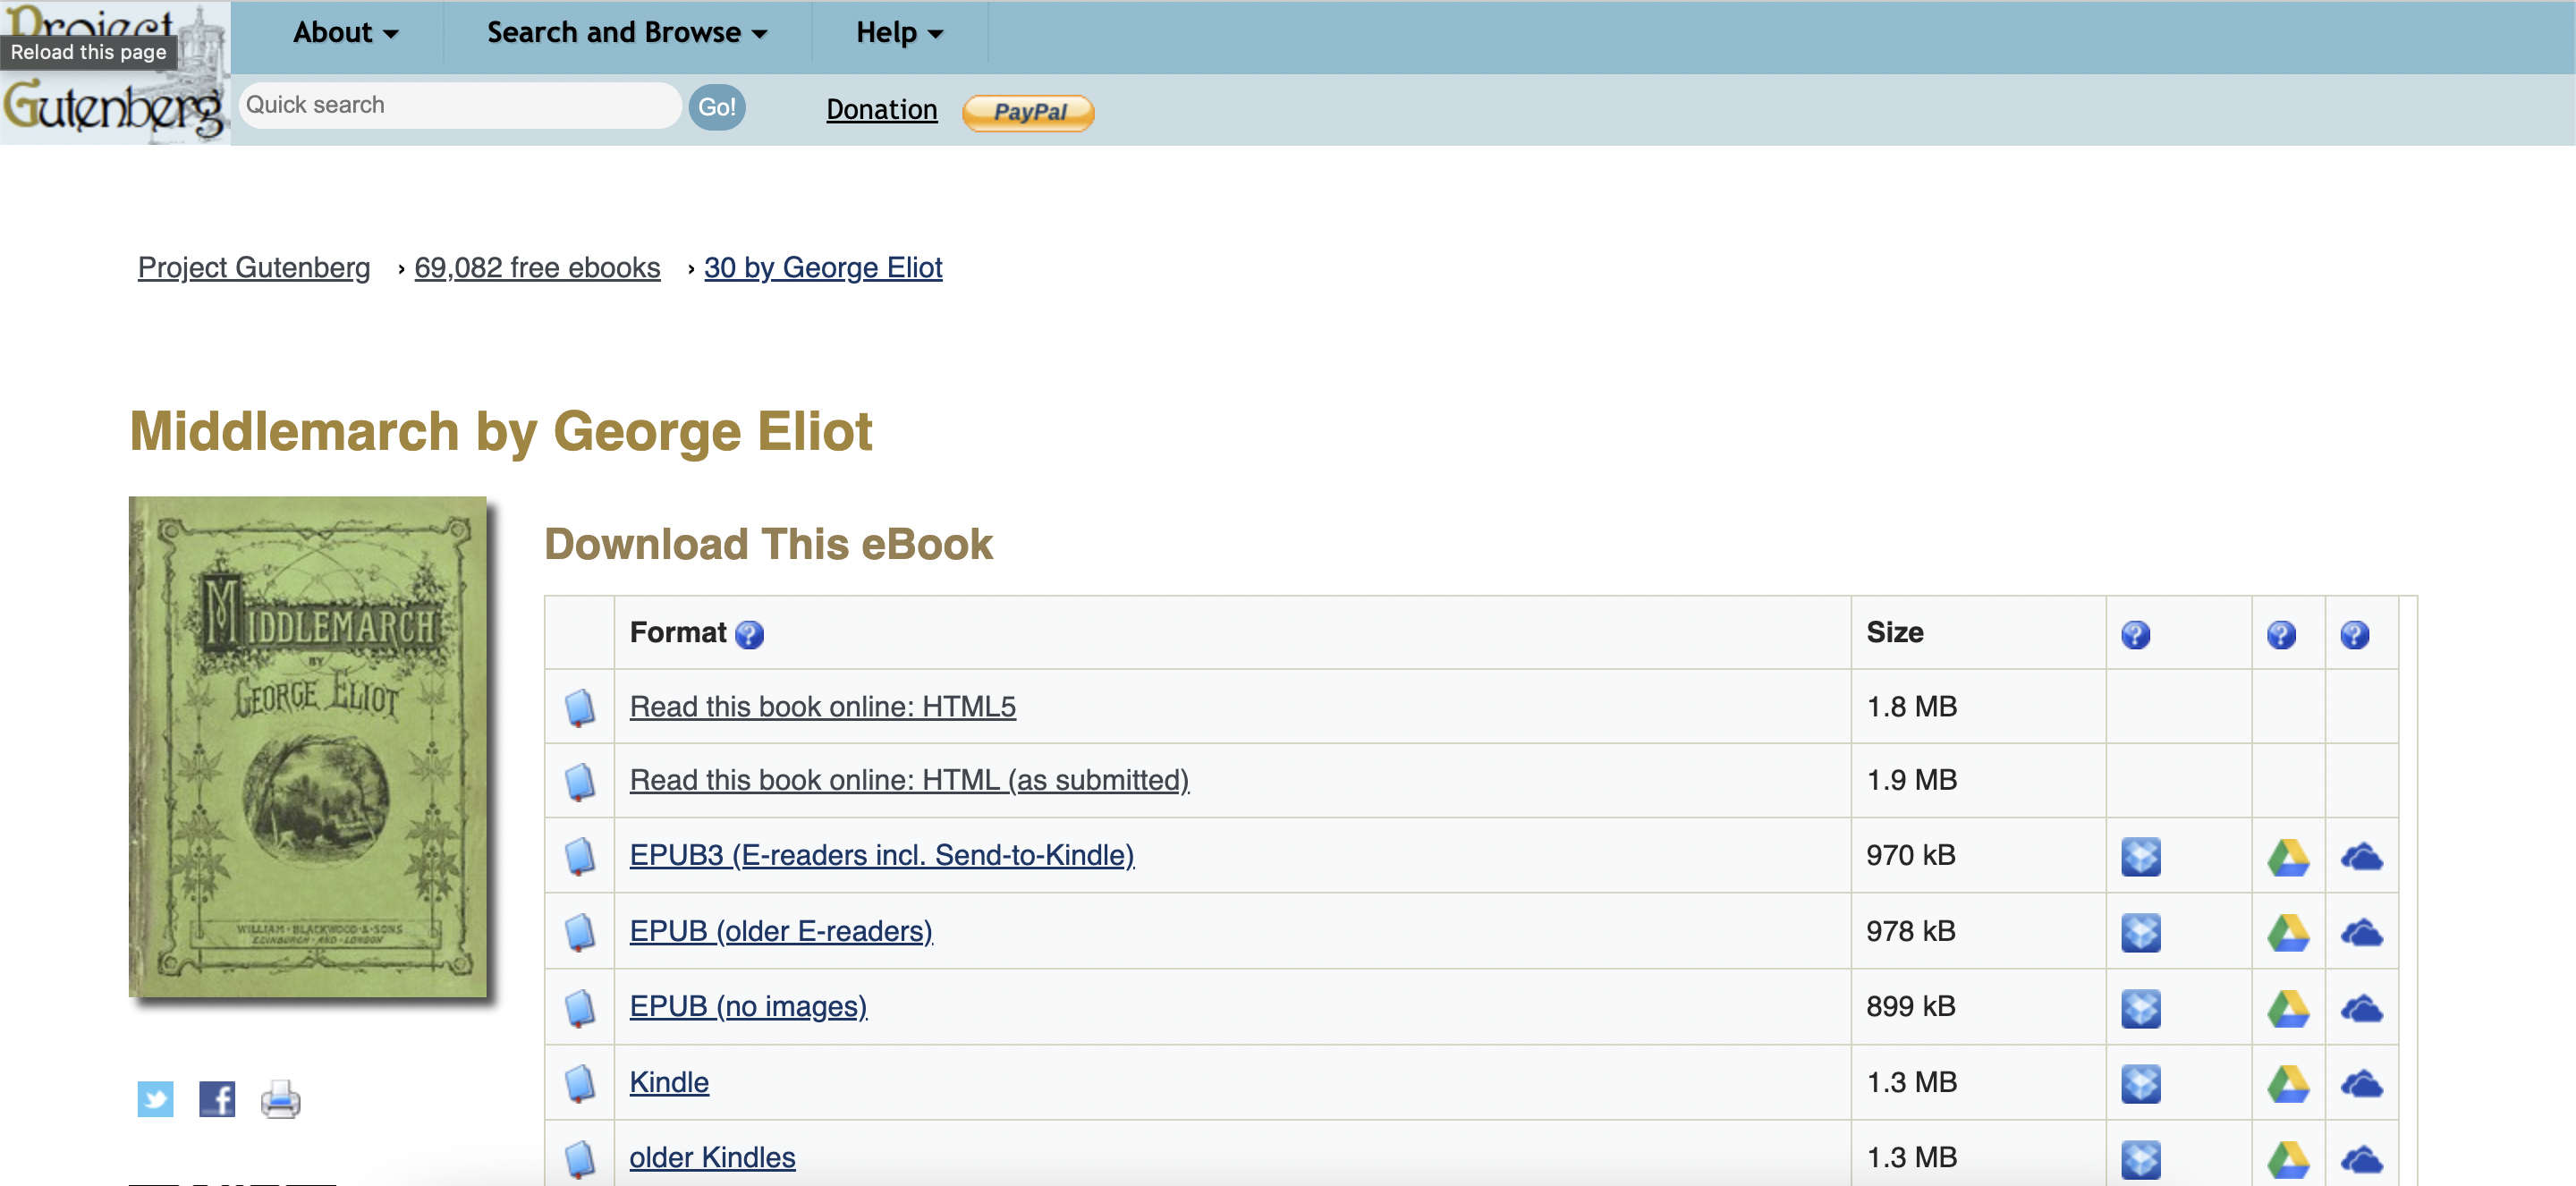 Project
Reload this page
Gutenberg
About
Search and Browse
Help
Quick search
Go!
Donation
PayPal
Project Gutenberg › 69,082 free ebooks › 30 by George Eliot
Middlemarch by George Eliot
MIDDLEMARCH
BY
GEORGE ELIOT
WILLIAM·BLACKWOOD·&·SONS
EDINBURGH·AND·LONDON
Download This eBook
Format ? Size ? ? ?
Read this book online: HTML5 1.8 MB
Read this book online: HTML (as submitted) 1.9 MB
EPUB3 (E-readers incl. Send-to-Kindle) 970 kB
EPUB (older E-readers) 978 kB
EPUB (no images) 899 kB
Kindle 1.3 MB
older Kindles 1.3 MB